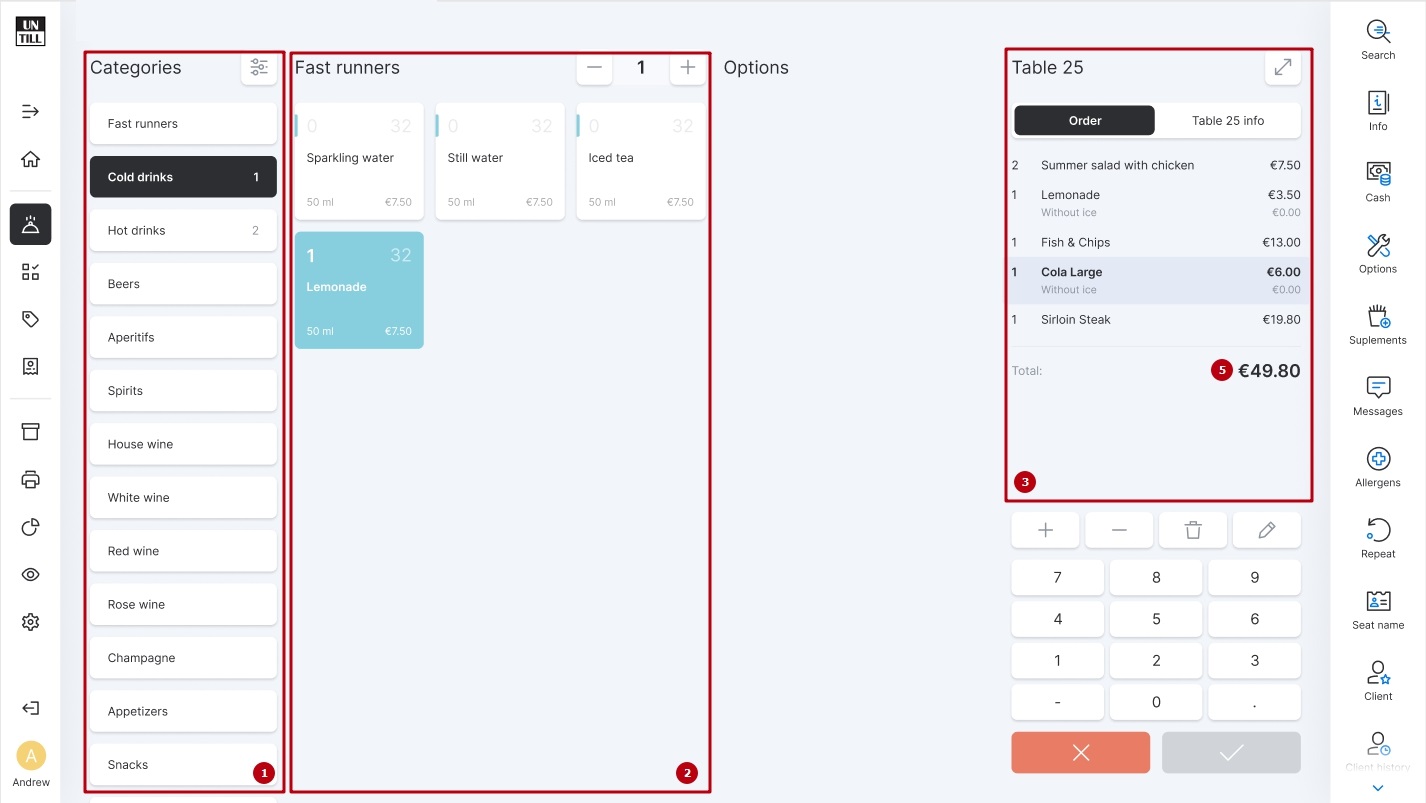 UN
TILL
Andrew
A
Categories
Fast runners
Cold drinks 1
Hot drinks 2
Beers
Aperitifs
Spirits
House wine
White wine
Red wine
Rose wine
Champagne
Appetizers
Snacks
1
Fast runners 1
0 32
Sparkling water
50 ml €7.50
0 32
Still water
50 ml €7.50
0 32
Iced tea
50 ml €7.50
1 32
Lemonade
50 ml €7.50
2
Options
Table 25
Order Table 25 info
2 Summer salad with chicken €7.50
1 Lemonade €3.50
Without ice €0.00
1 Fish & Chips €13.00
1 Cola Large €6.00
Without ice €0.00
1 Sirloin Steak €19.80
Total: 5 €49.80
3
7 8 9
4 5 6
1 2 3
- 0 .
Search
Info
Cash
Options
Suplements
Messages
Allergens
Repeat
Seat name
Client
Client history